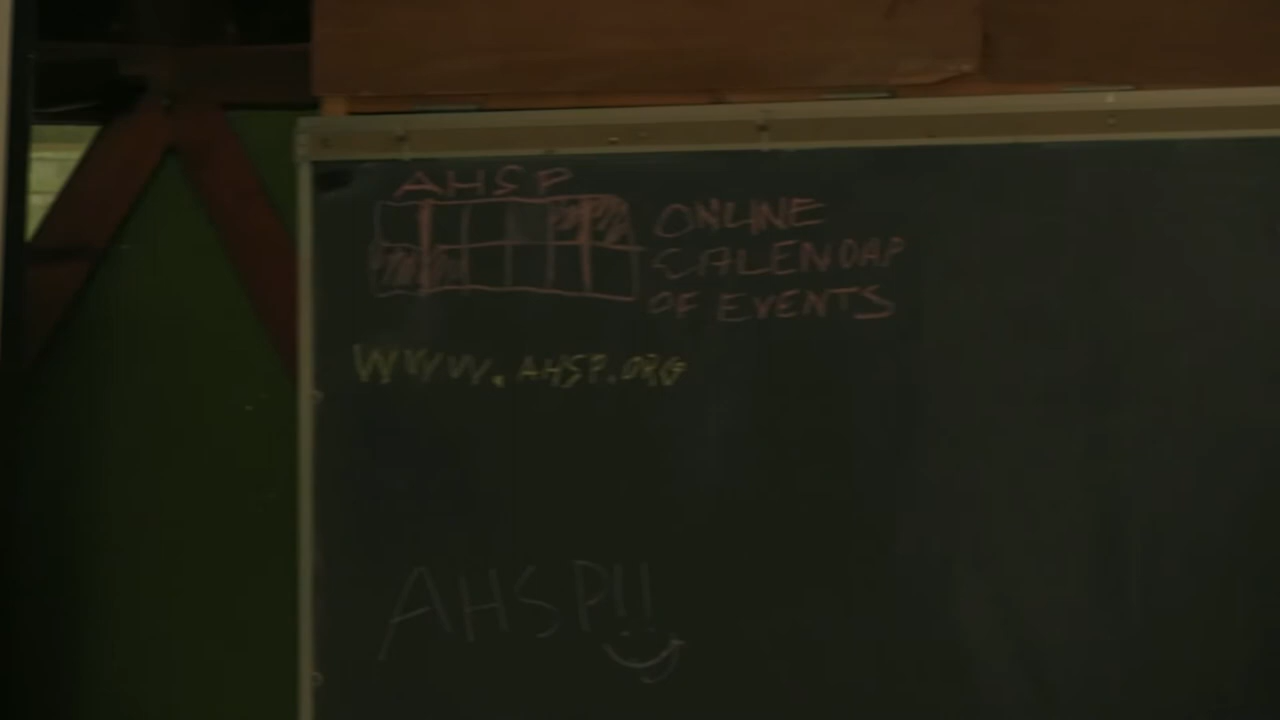 AHSP
ONLINE
CALENDAR
OF EVENTS
WWW.AHSP.ORG
AHSP!!